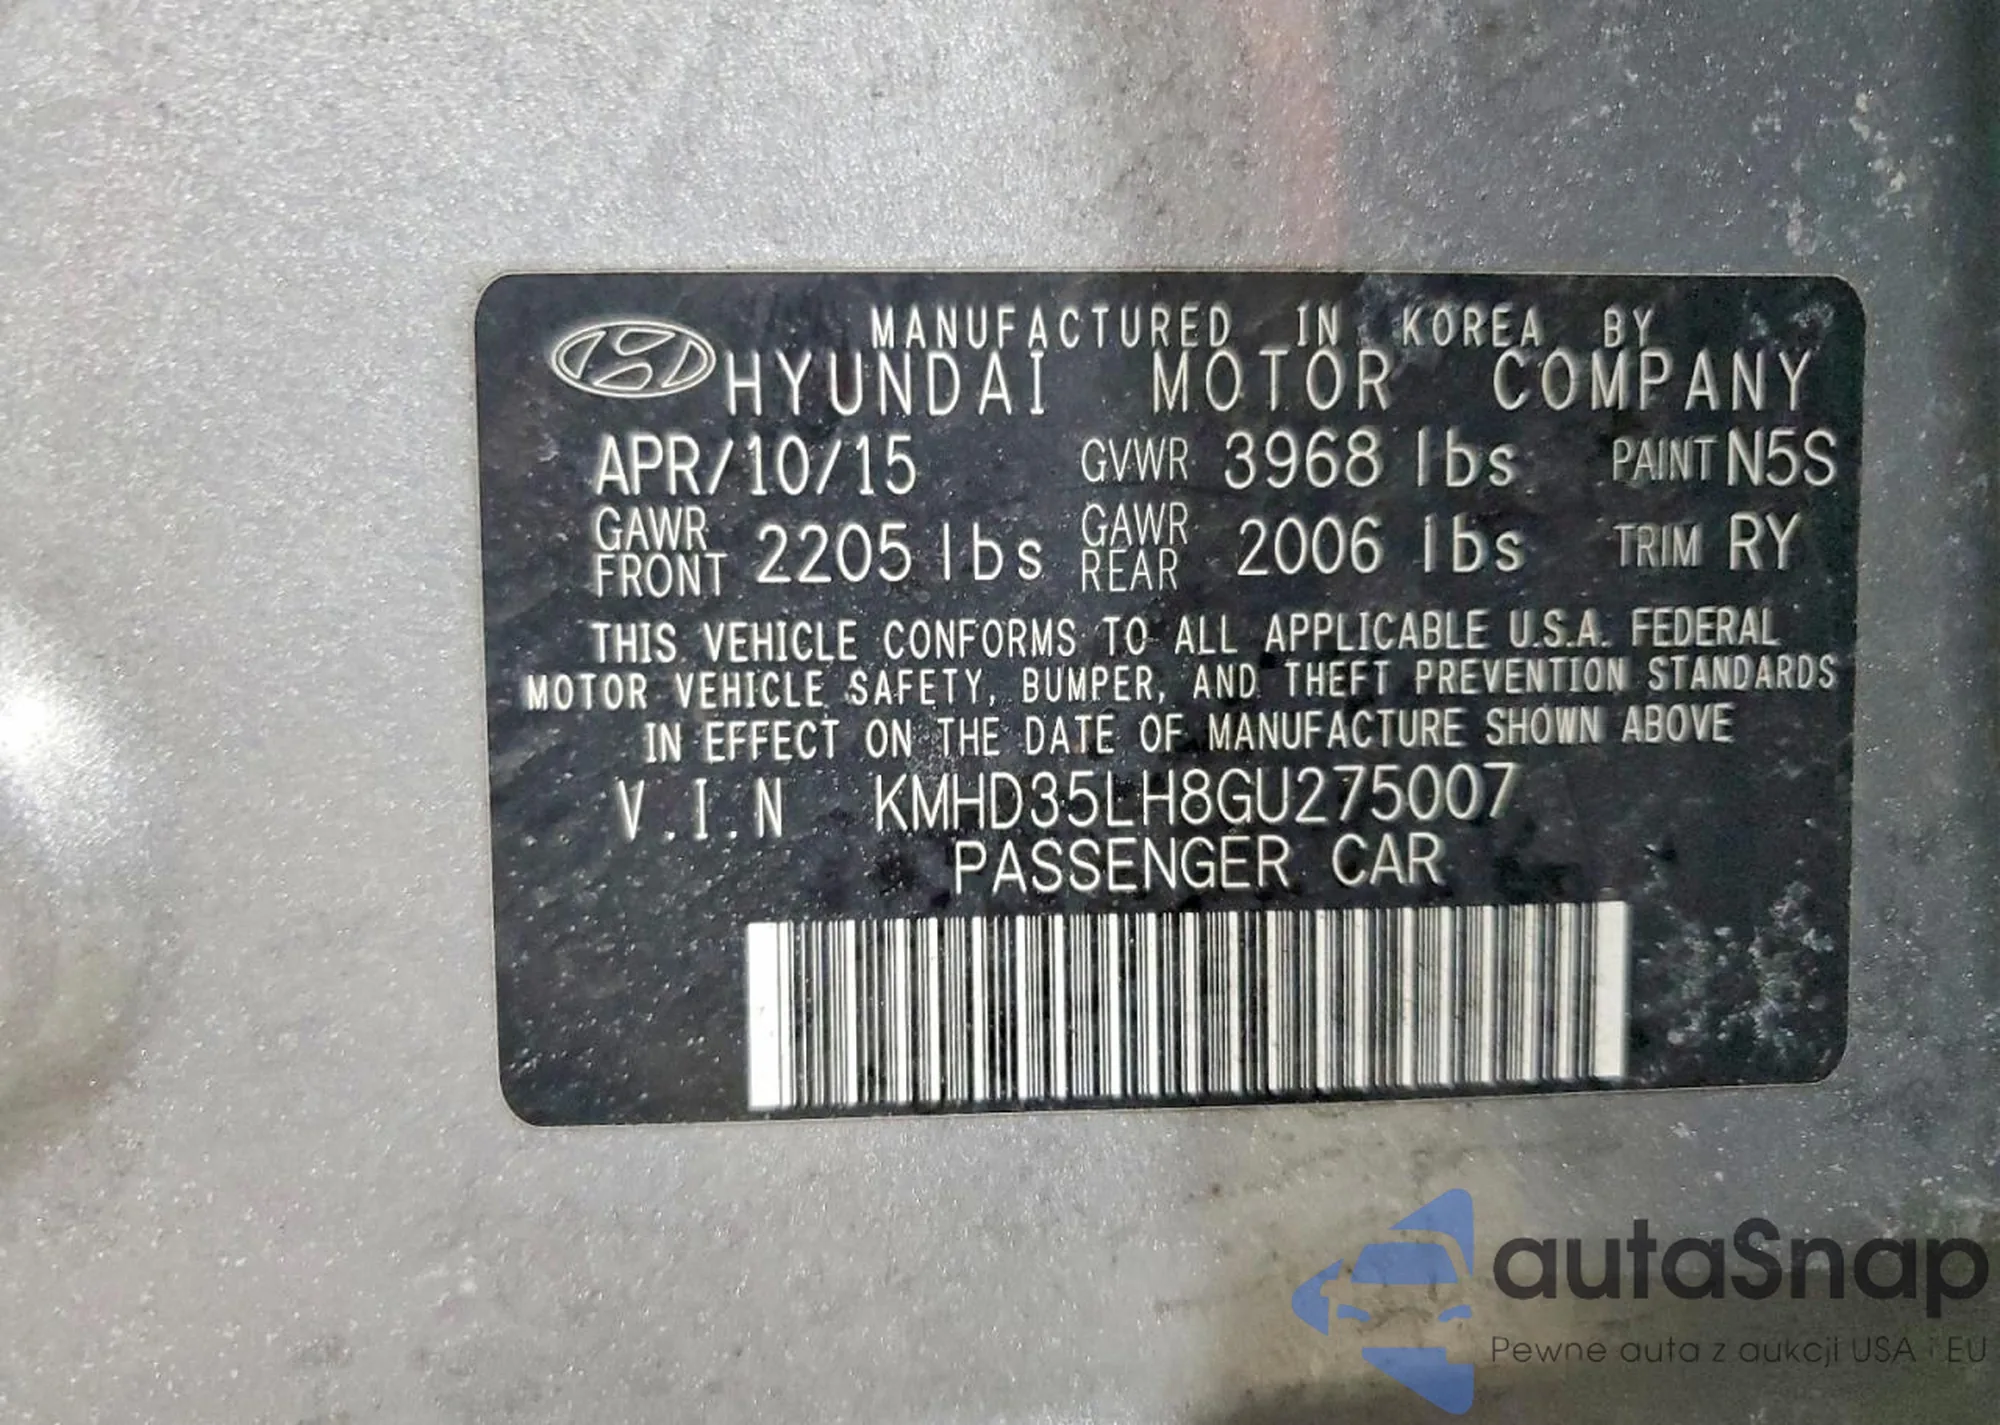 MANUFACTURED IN KOREA BY
HYUNDAI MOTOR COMPANY
APR/10/15 GVWR 3968 lbs PAINT N5S
GAWR FRONT 2205 lbs GAWR REAR 2006 lbs TRIM RY
THIS VEHICLE CONFORMS TO ALL APPLICABLE U.S.A. FEDERAL
MOTOR VEHICLE SAFETY, BUMPER, AND THEFT PREVENTION STANDARDS
IN EFFECT ON THE DATE OF MANUFACTURE SHOWN ABOVE
V.I.N KMHD35LH8GU275007
PASSENGER CAR
autaSnap
Pewne auta z aukcji USA i EU